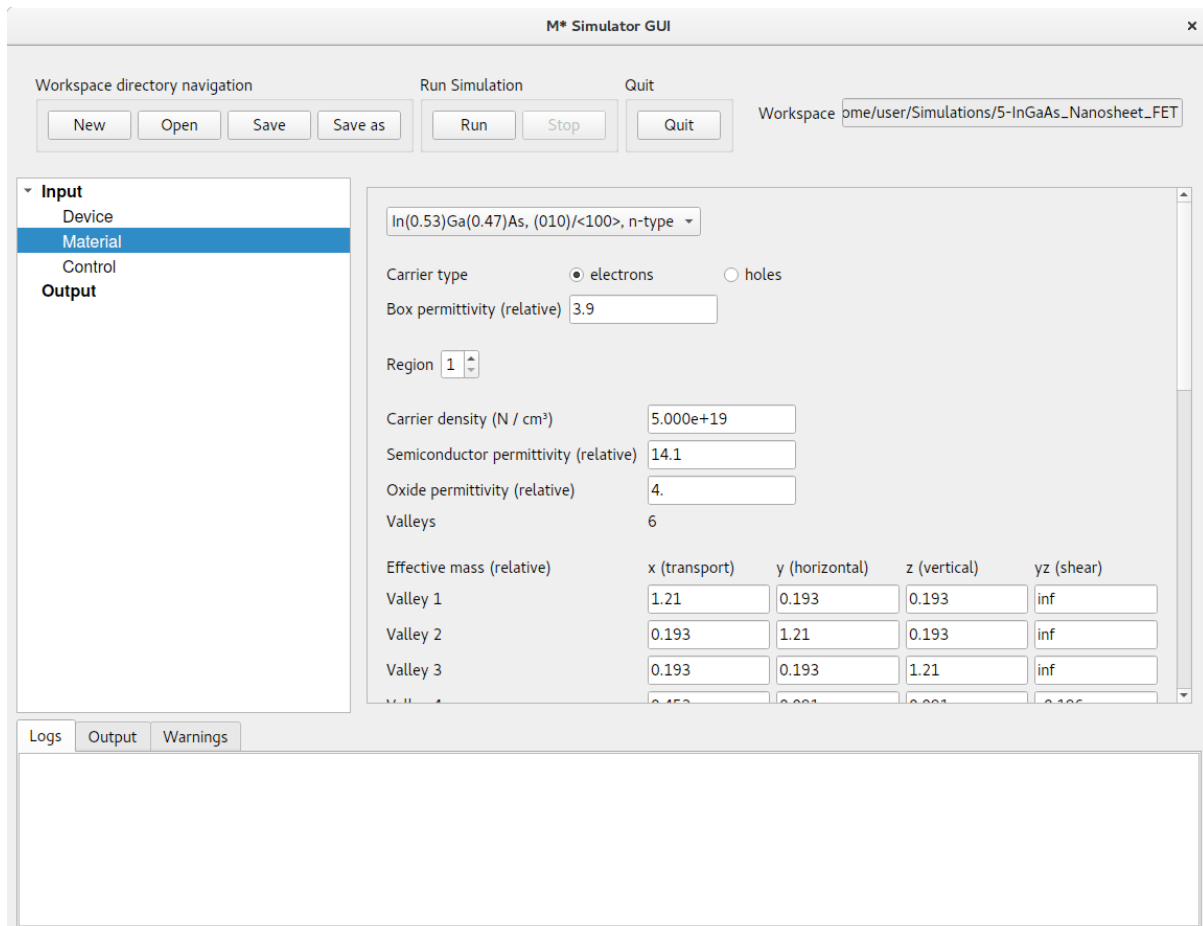 M* Simulator GUI ×
Workspace directory navigation Run Simulation Quit
New Open Save Save as Run Stop Quit Workspace ome/user/Simulations/5-InGaAs_Nanosheet_FET
Input
Device
Material
Control
Output
In(0.53)Ga(0.47)As, (010)/<100>, n-type
Carrier type electrons holes
Box permittivity (relative) 3.9
Region 1
Carrier density (N / cm³) 5.000e+19
Semiconductor permittivity (relative) 14.1
Oxide permittivity (relative) 4.
Valleys 6
Effective mass (relative) x (transport) y (horizontal) z (vertical) yz (shear)
Valley 1 1.21 0.193 0.193 inf
Valley 2 0.193 1.21 0.193 inf
Valley 3 0.193 0.193 1.21 inf
Logs Output Warnings